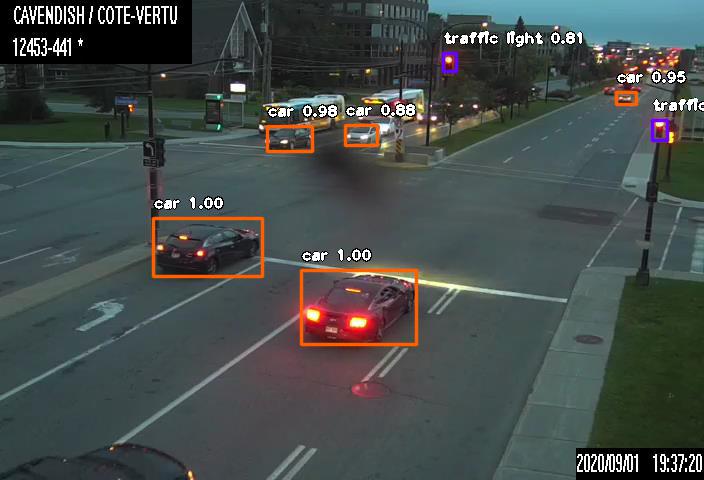 CAVENDISH / COTE-VERTU
12453-441 *
traffic light 0.81
car 0.95
traffic
car 0.98
car 0.88
car 1.00
car 1.00
2020/09/01 19:37:20